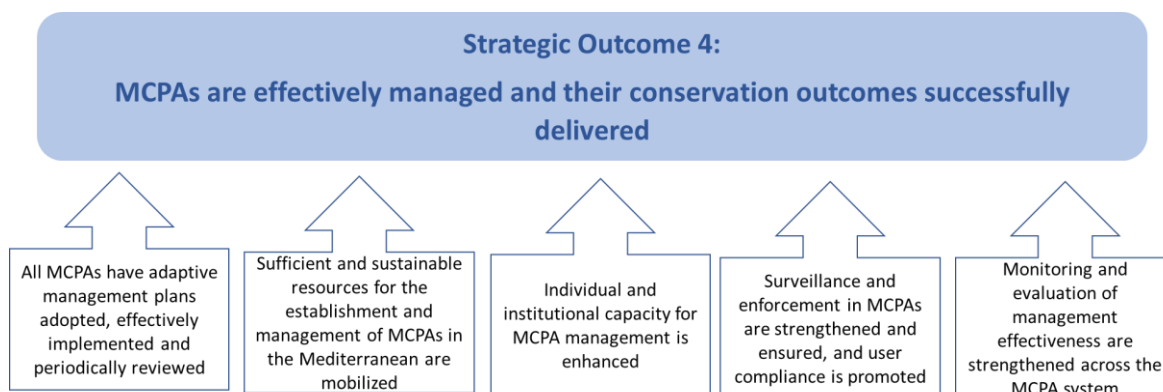 Strategic Outcome 4:
MCPAs are effectively managed and their conservation outcomes successfully
delivered
All MCPAs have adaptive
management plans
adopted, effectively
implemented and
periodically reviewed
Sufficient and sustainable
resources for the
establishment and
management of MCPAs in
the Mediterranean are
mobilized
Individual and
institutional capacity for
MCPA management is
enhanced
Surveillance and
enforcement in MCPAs
are strengthened and
ensured, and user
compliance is promoted
Monitoring and
evaluation of
management
effectiveness are
strengthened across the
MCPA system